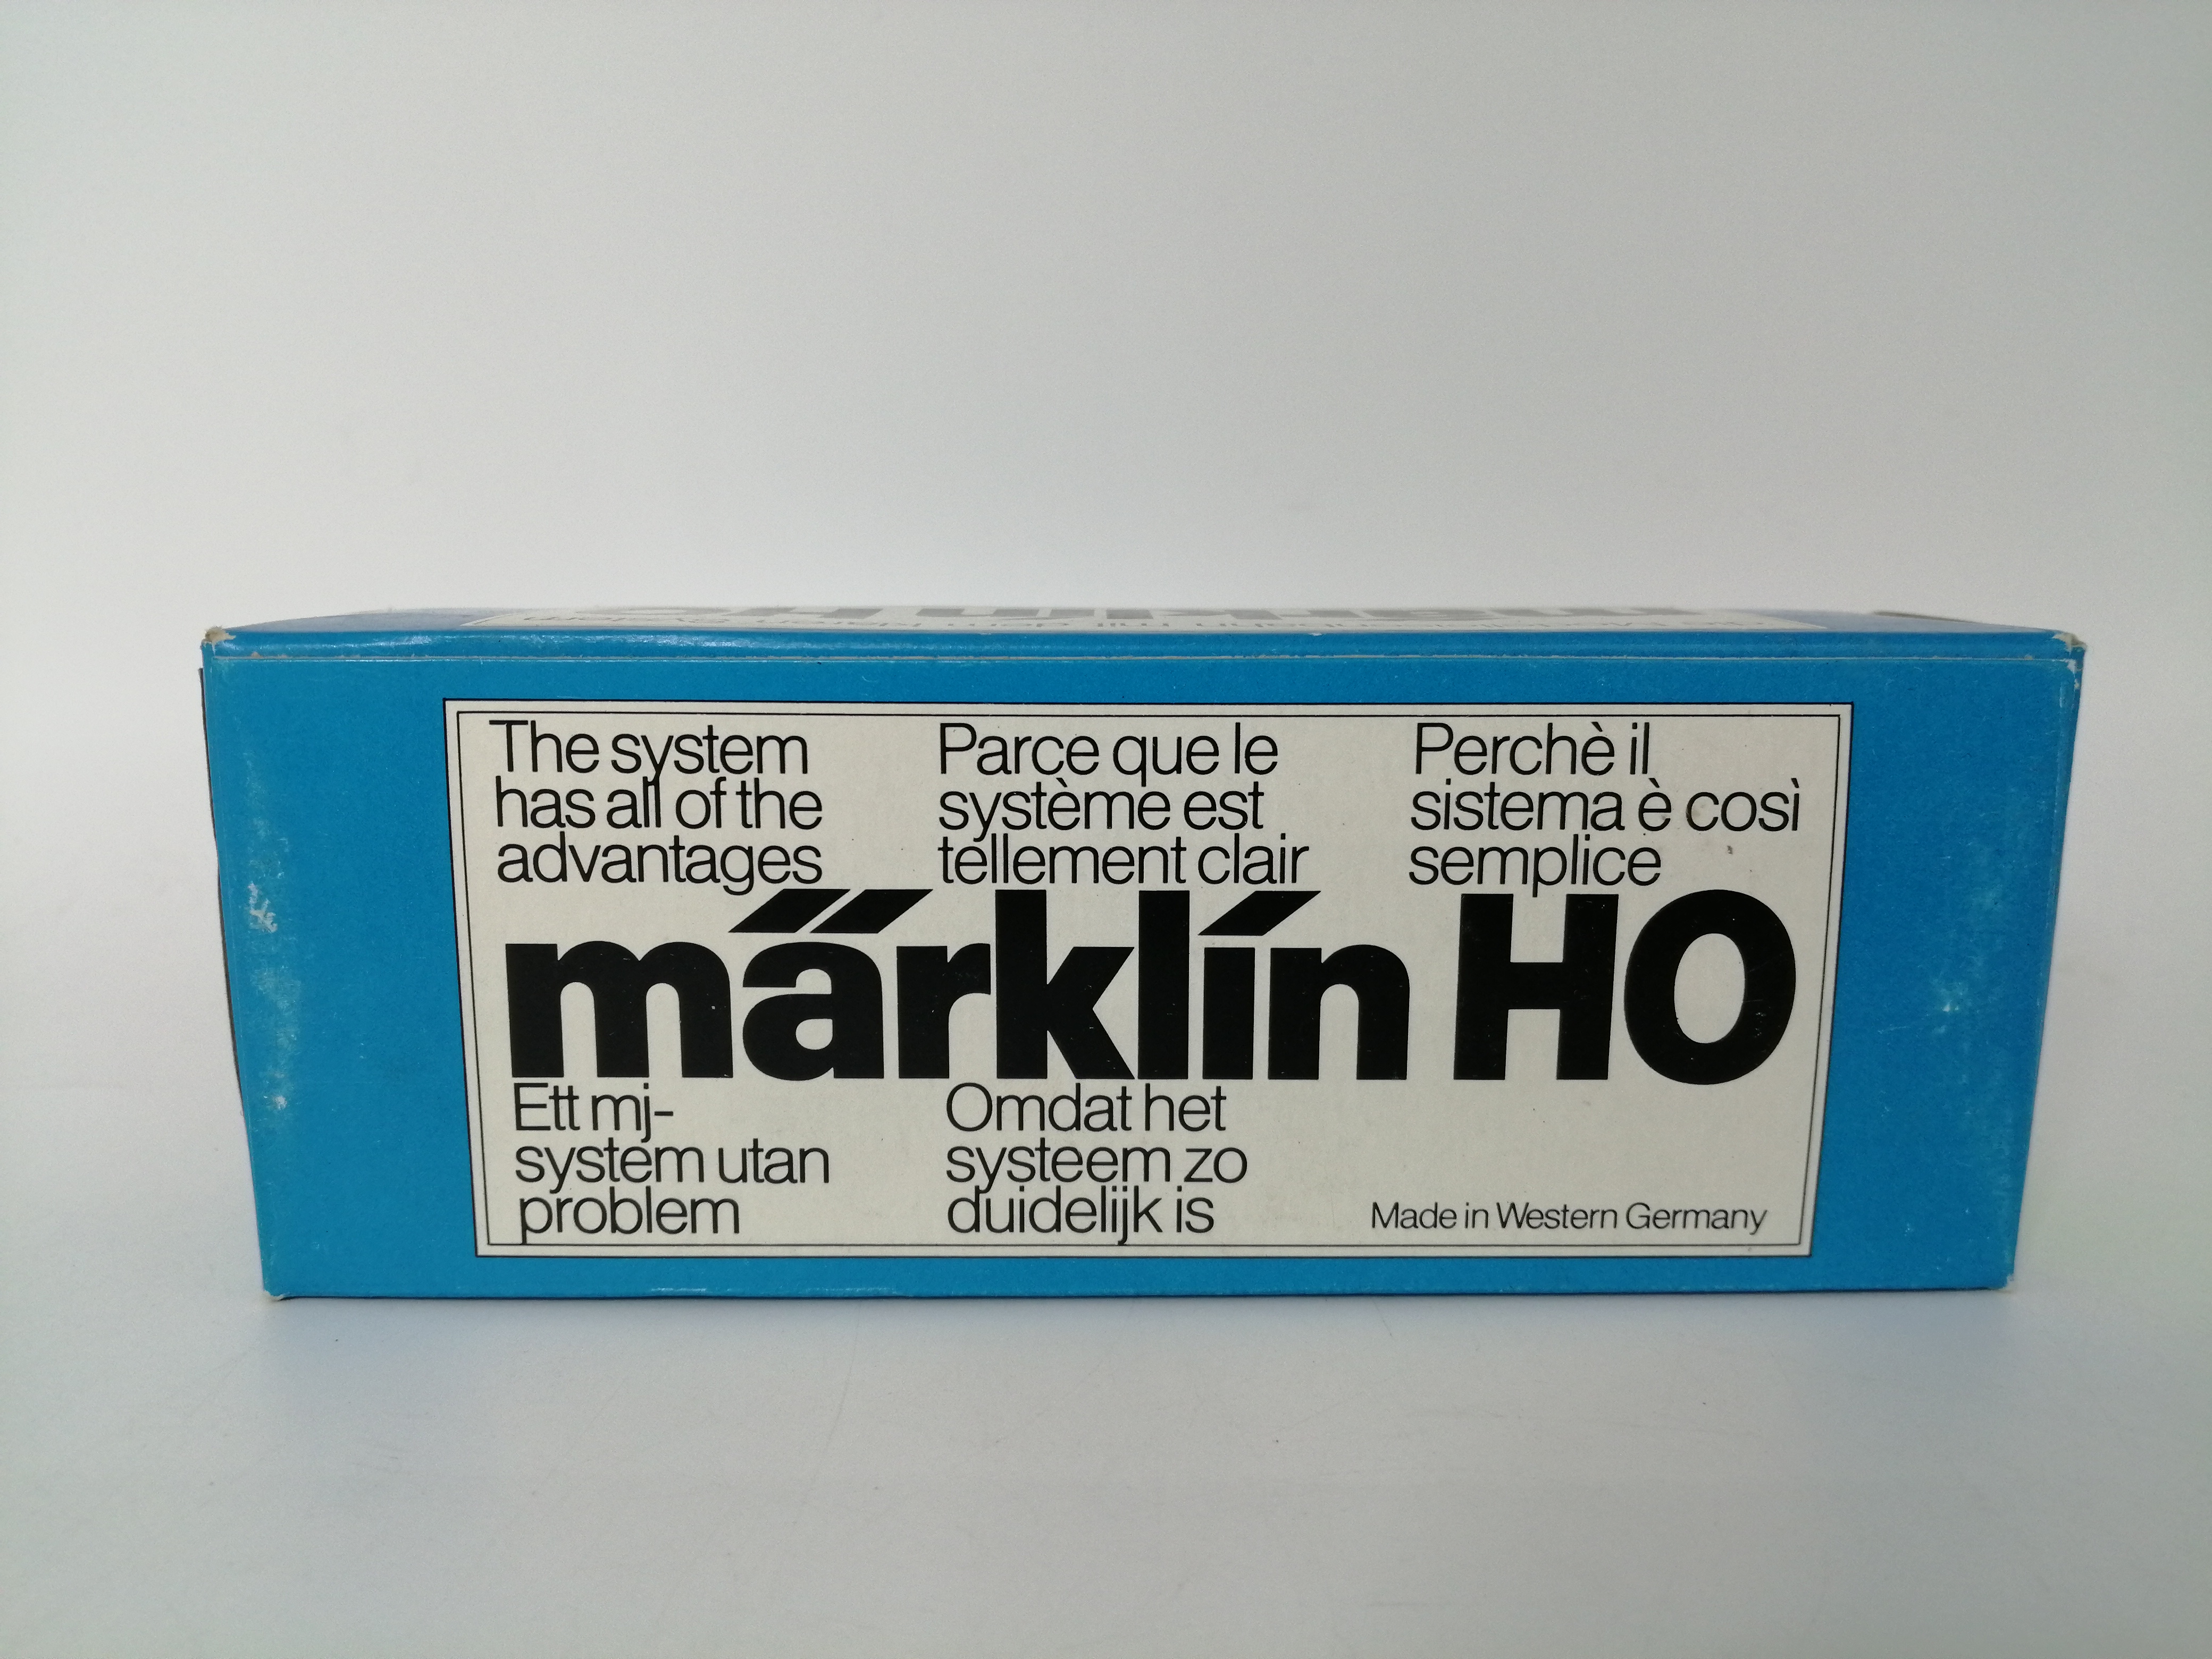 The system
has all of the
advantages
Parce que le
système est
tellement clair
Perchè il
sistema è così
semplice
märklin HO
Ett mj-
system utan
problem
Omdat het
systeem zo
duidelijk is
Made in Western Germany